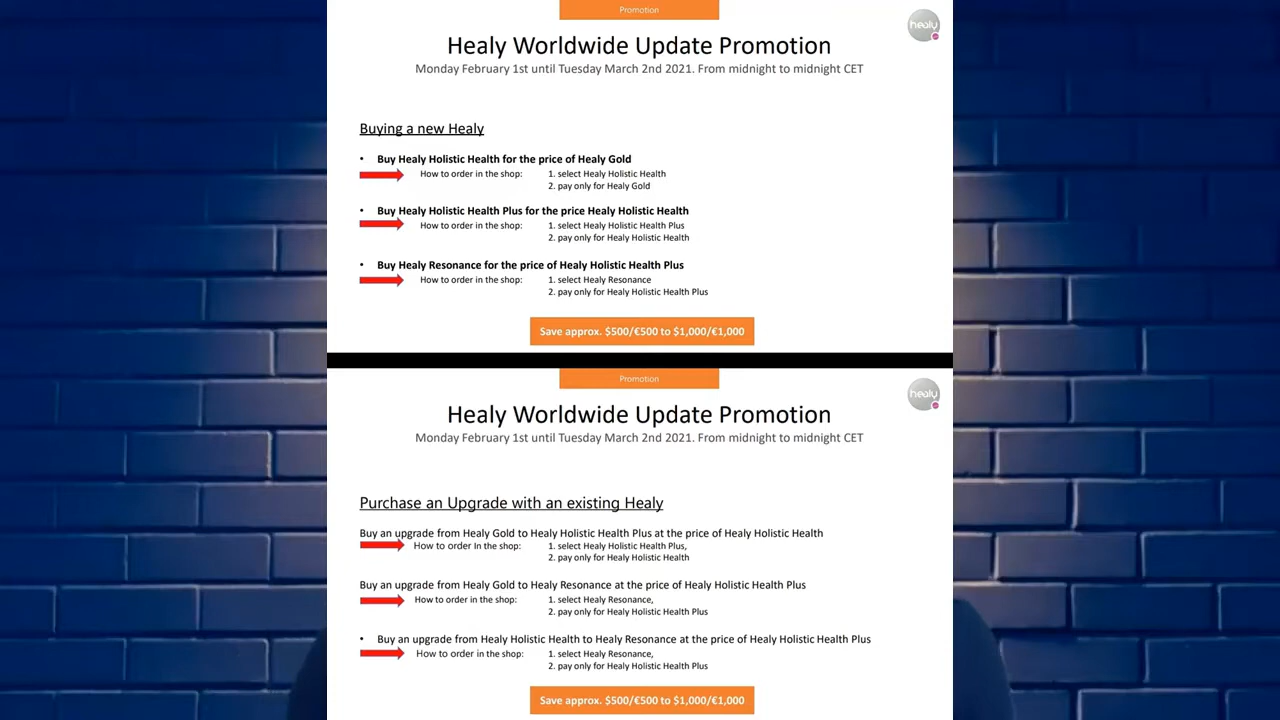 Promotion
healy
Healy Worldwide Update Promotion
Monday February 1st until Tuesday March 2nd 2021. From midnight to midnight CET
Buying a new Healy
• Buy Healy Holistic Health for the price of Healy Gold
How to order in the shop: 1. select Healy Holistic Health
2. pay only for Healy Gold
• Buy Healy Holistic Health Plus for the price Healy Holistic Health
How to order in the shop: 1. select Healy Holistic Health Plus
2. pay only for Healy Holistic Health
• Buy Healy Resonance for the price of Healy Holistic Health Plus
How to order in the shop: 1. select Healy Resonance
2. pay only for Healy Holistic Health Plus
Save approx. $500/€500 to $1,000/€1,000
Promotion
healy
Healy Worldwide Update Promotion
Monday February 1st until Tuesday March 2nd 2021. From midnight to midnight CET
Purchase an Upgrade with an existing Healy
Buy an upgrade from Healy Gold to Healy Holistic Health Plus at the price of Healy Holistic Health
How to order in the shop: 1. select Healy Holistic Health Plus,
2. pay only for Healy Holistic Health
Buy an upgrade from Healy Gold to Healy Resonance at the price of Healy Holistic Health Plus
How to order in the shop: 1. select Healy Resonance,
2. pay only for Healy Holistic Health Plus
• Buy an upgrade from Healy Holistic Health to Healy Resonance at the price of Healy Holistic Health Plus
How to order in the shop: 1. select Healy Resonance,
2. pay only for Healy Holistic Health Plus
Save approx. $500/€500 to $1,000/€1,000